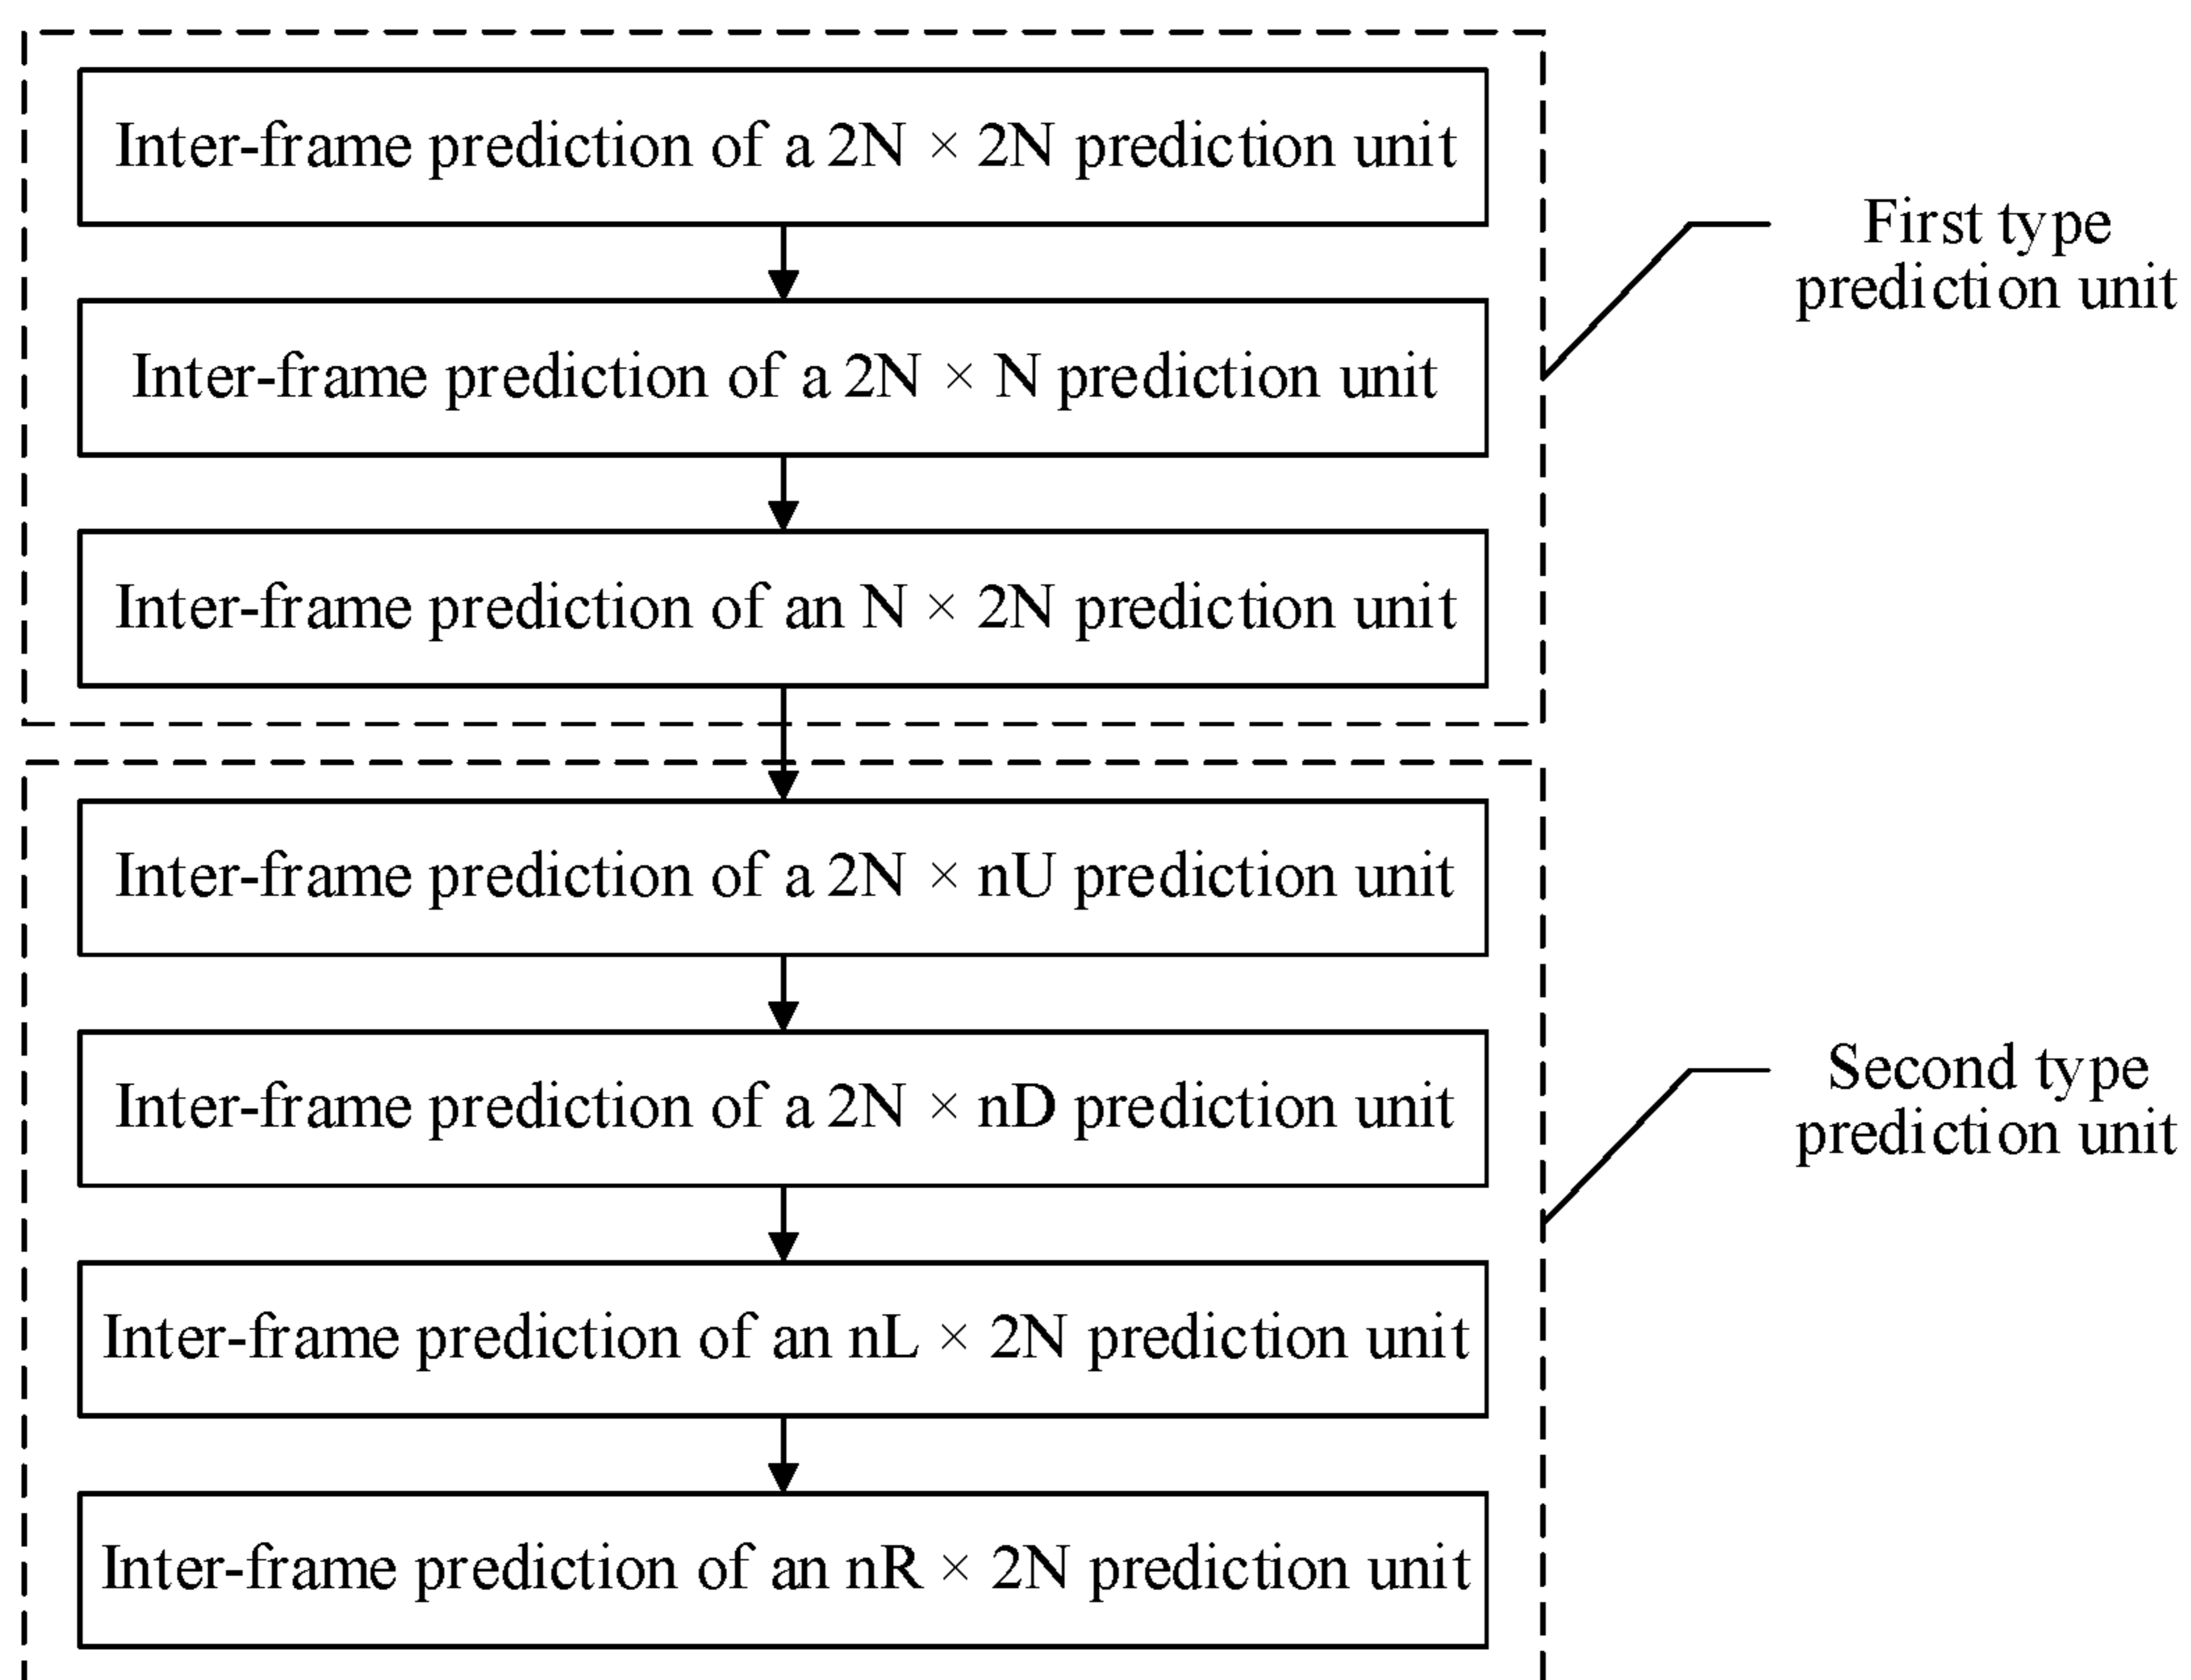 Inter-frame prediction of a 2N × 2N prediction unit
Inter-frame prediction of a 2N × N prediction unit
Inter-frame prediction of an N × 2N prediction unit
First type
prediction unit
Inter-frame prediction of a 2N × nU prediction unit
Inter-frame prediction of a 2N × nD prediction unit
Inter-frame prediction of an nL × 2N prediction unit
Inter-frame prediction of an nR × 2N prediction unit
Second type
prediction unit